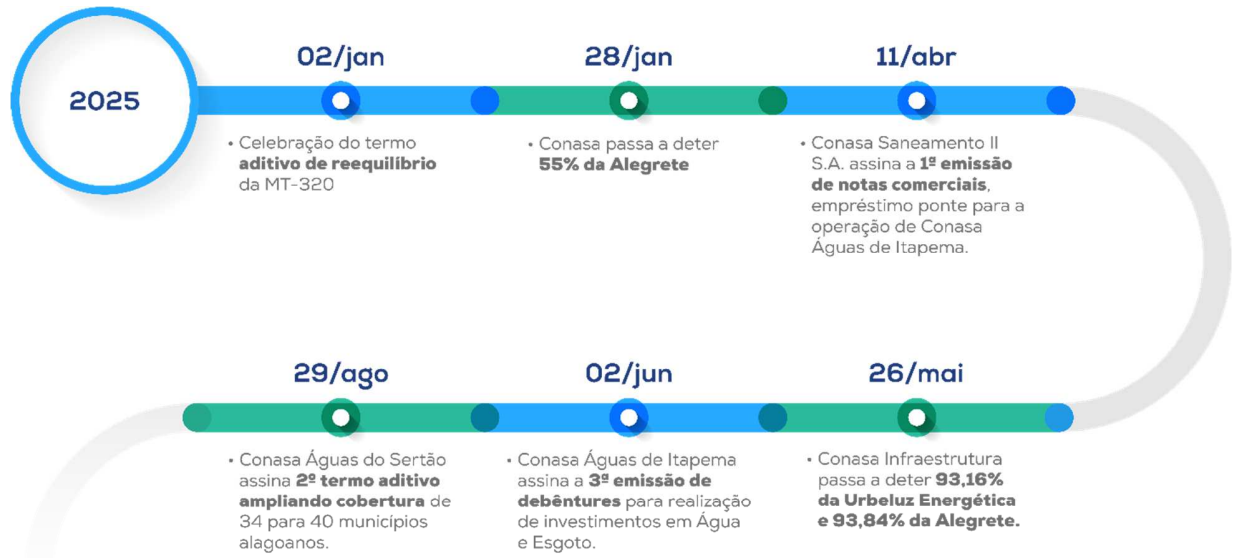 2025
02/jan
• Celebração do termo
aditivo de reequilíbrio
da MT-320
28/jan
• Conasa passa a deter
55% da Alegrete
11/abr
• Conasa Saneamento II
S.A. assina a 1ª emissão
de notas comerciais,
empréstimo ponte para a
operação de Conasa
Águas de Itapema.
26/mai
• Conasa Infraestrutura
passa a deter 93,16%
da Urbeluz Energética
e 93,84% da Alegrete.
02/jun
• Conasa Águas de Itapema
assina a 3ª emissão de
debêntures para realização
de investimentos em Água
e Esgoto.
29/ago
• Conasa Águas do Sertão
assina 2º termo aditivo
ampliando cobertura de
34 para 40 municípios
alagoanos.